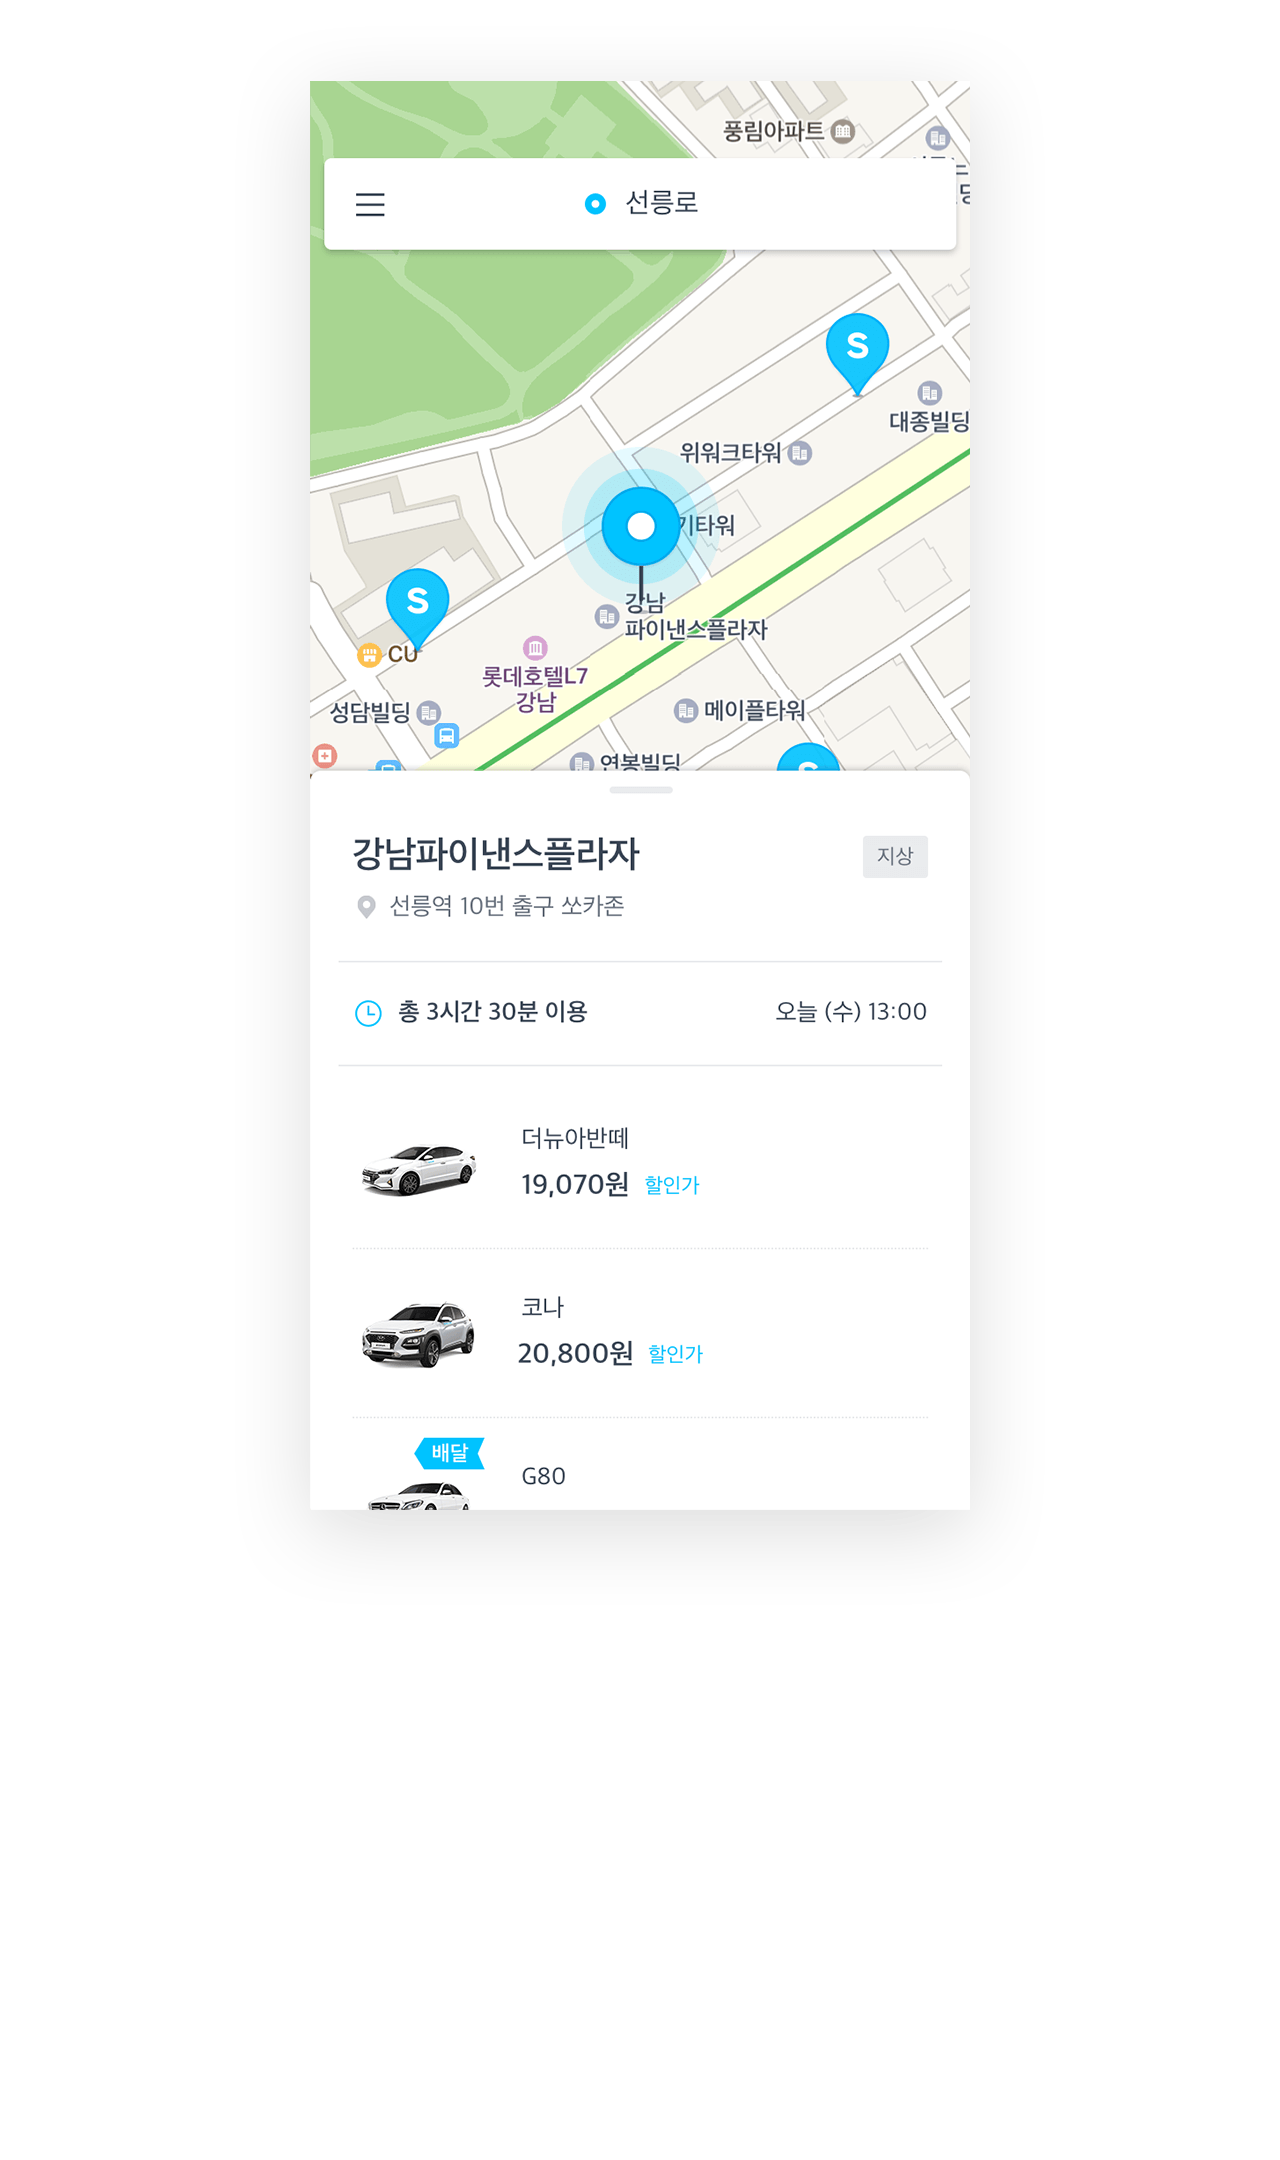 풍림아파트
선릉로
S
대종빌딩
위워크타워
기타워
S
강남
파이낸스플라자
CU
롯데호텔L7
강남
성담빌딩
메이플타워
연봉빌딩
S
강남파이낸스플라자
지상
선릉역 10번 출구 쏘카존
총 3시간 30분 이용
오늘 (수) 13:00
더뉴아반떼
19,070원 할인가
코나
20,800원 할인가
배달
G80